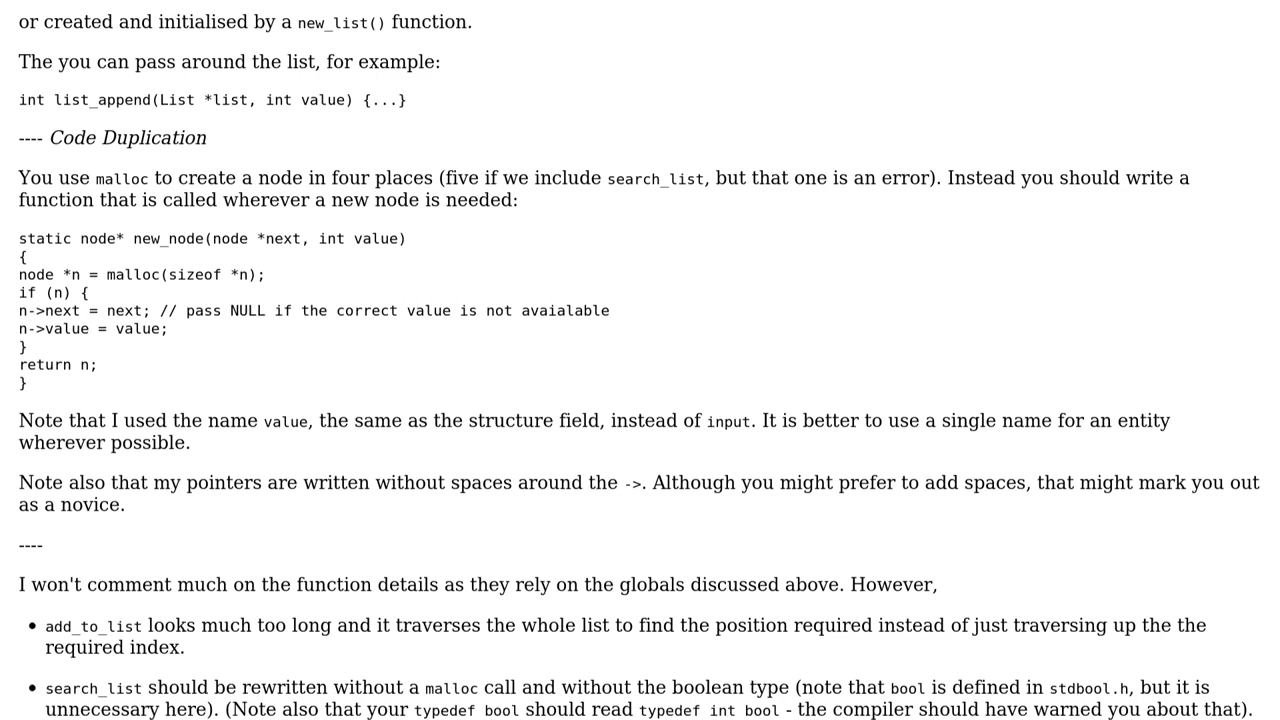 or created and initialised by a new_list() function.
The you can pass around the list, for example:
int list_append(List *list, int value) {...}
---- Code Duplication
You use malloc to create a node in four places (five if we include search_list, but that one is an error). Instead you should write a
function that is called wherever a new node is needed:
static node* new_node(node *next, int value)
{
node *n = malloc(sizeof *n);
if (n) {
n->next = next; // pass NULL if the correct value is not avaialable
n->value = value;
}
return n;
}
Note that I used the name value, the same as the structure field, instead of input. It is better to use a single name for an entity
wherever possible.
Note also that my pointers are written without spaces around the ->. Although you might prefer to add spaces, that might mark you out
as a novice.
----
I won't comment much on the function details as they rely on the globals discussed above. However,
• add_to_list looks much too long and it traverses the whole list to find the position required instead of just traversing up the the
required index.
• search_list should be rewritten without a malloc call and without the boolean type (note that bool is defined in stdbool.h, but it is
unnecessary here). (Note also that your typedef bool should read typedef int bool - the compiler should have warned you about that).